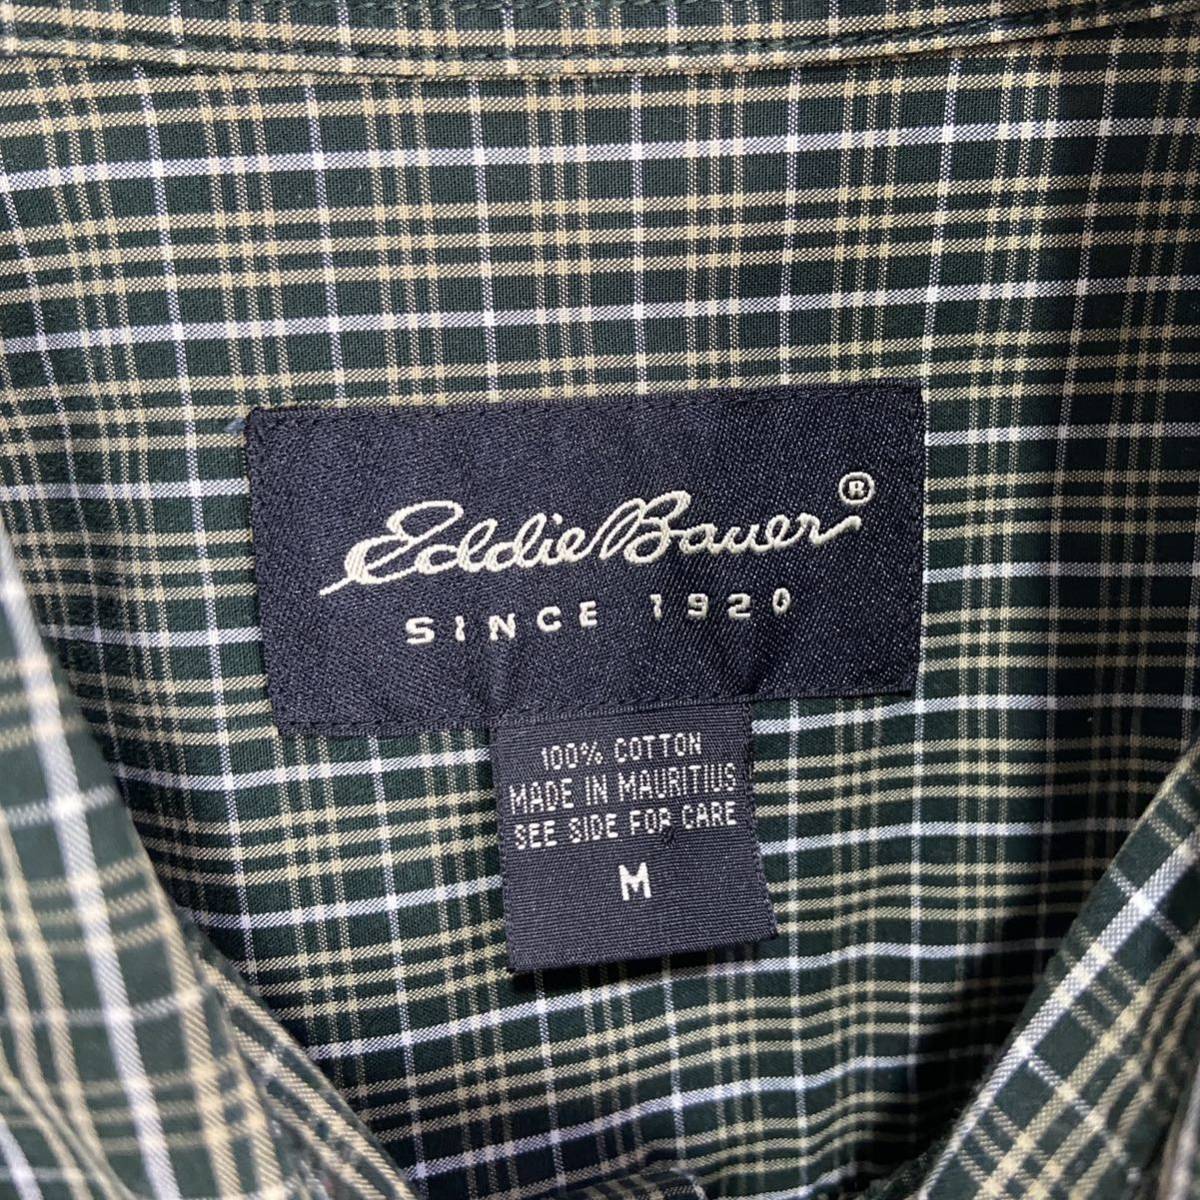 Eddie Bauer®
SINCE 1920
100% COTTON
MADE IN MAURITIUS
SEE SIDE FOR CARE
M